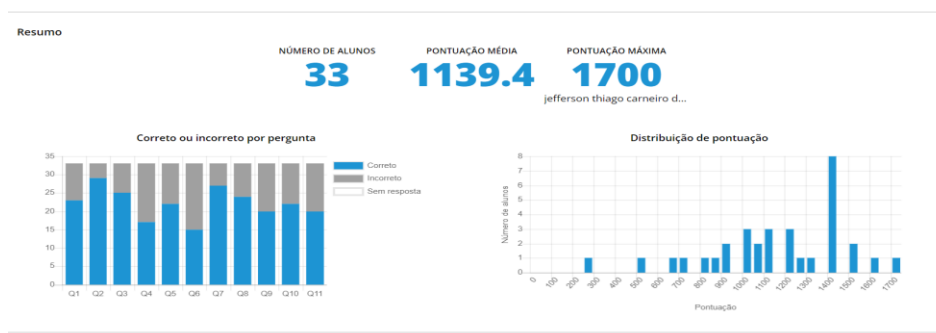 Resumo
NÚMERO DE ALUNOS
33
PONTUAÇÃO MÉDIA
1139.4
PONTUAÇÃO MÁXIMA
1700
jefferson thiago carneiro d...
Correto ou incorreto por pergunta
35
30
25
20
15
10
5
0
Q1 Q2 Q3 Q4 Q5 Q6 Q7 Q8 Q9 Q10 Q11
Correto
Incorreto
Sem resposta
Distribuição de pontuação
Número de alunos
8
7
6
5
4
3
2
1
0
0 100 200 300 400 500 600 700 800 900 1000 1100 1200 1300 1400 1500 1600 1700
Pontuação